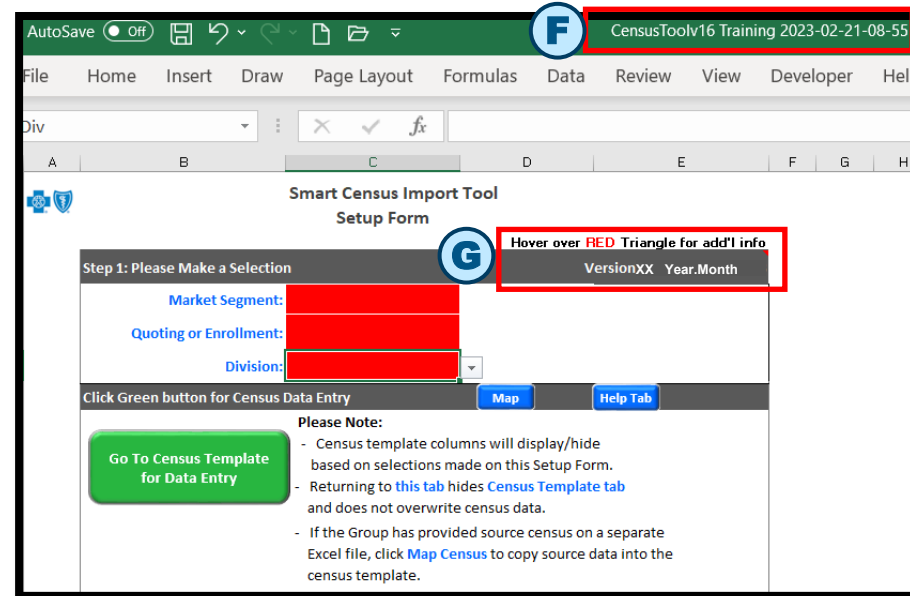 AutoSave Off
F
CensusToolv16 Training 2023-02-21-08-55
File Home Insert Draw Page Layout Formulas Data Review View Developer Hel
Div fx
A B C D E F G H
Smart Census Import Tool
Setup Form
G
Hover over RED Triangle for add'l info
Step 1: Please Make a Selection VersionXX Year.Month
Market Segment:
Quoting or Enrollment:
Division:
Click Green button for Census Data Entry Map Help Tab
Please Note:
Go To Census Template
for Data Entry
- Census template columns will display/hide
based on selections made on this Setup Form.
- Returning to this tab hides Census Template tab
and does not overwrite census data.
- If the Group has provided source census on a separate
Excel file, click Map Census to copy source data into the
census template.